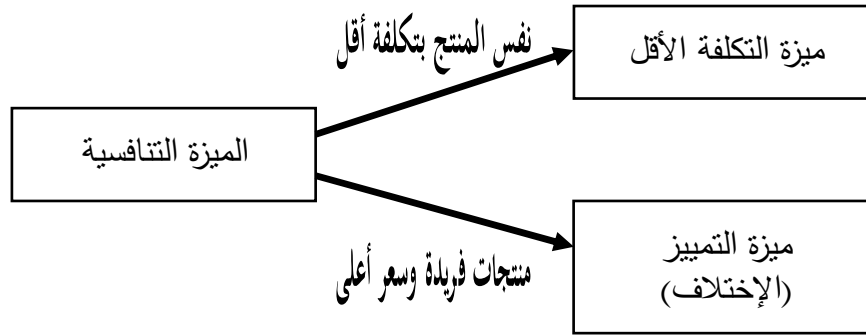 نفس المنتج بتكلفة أقل
ميزة التكلفة الأقل
الميزة التنافسية
ميزة التمييز
(الإختلاف)
منتجات فريدة وسعر أعلى